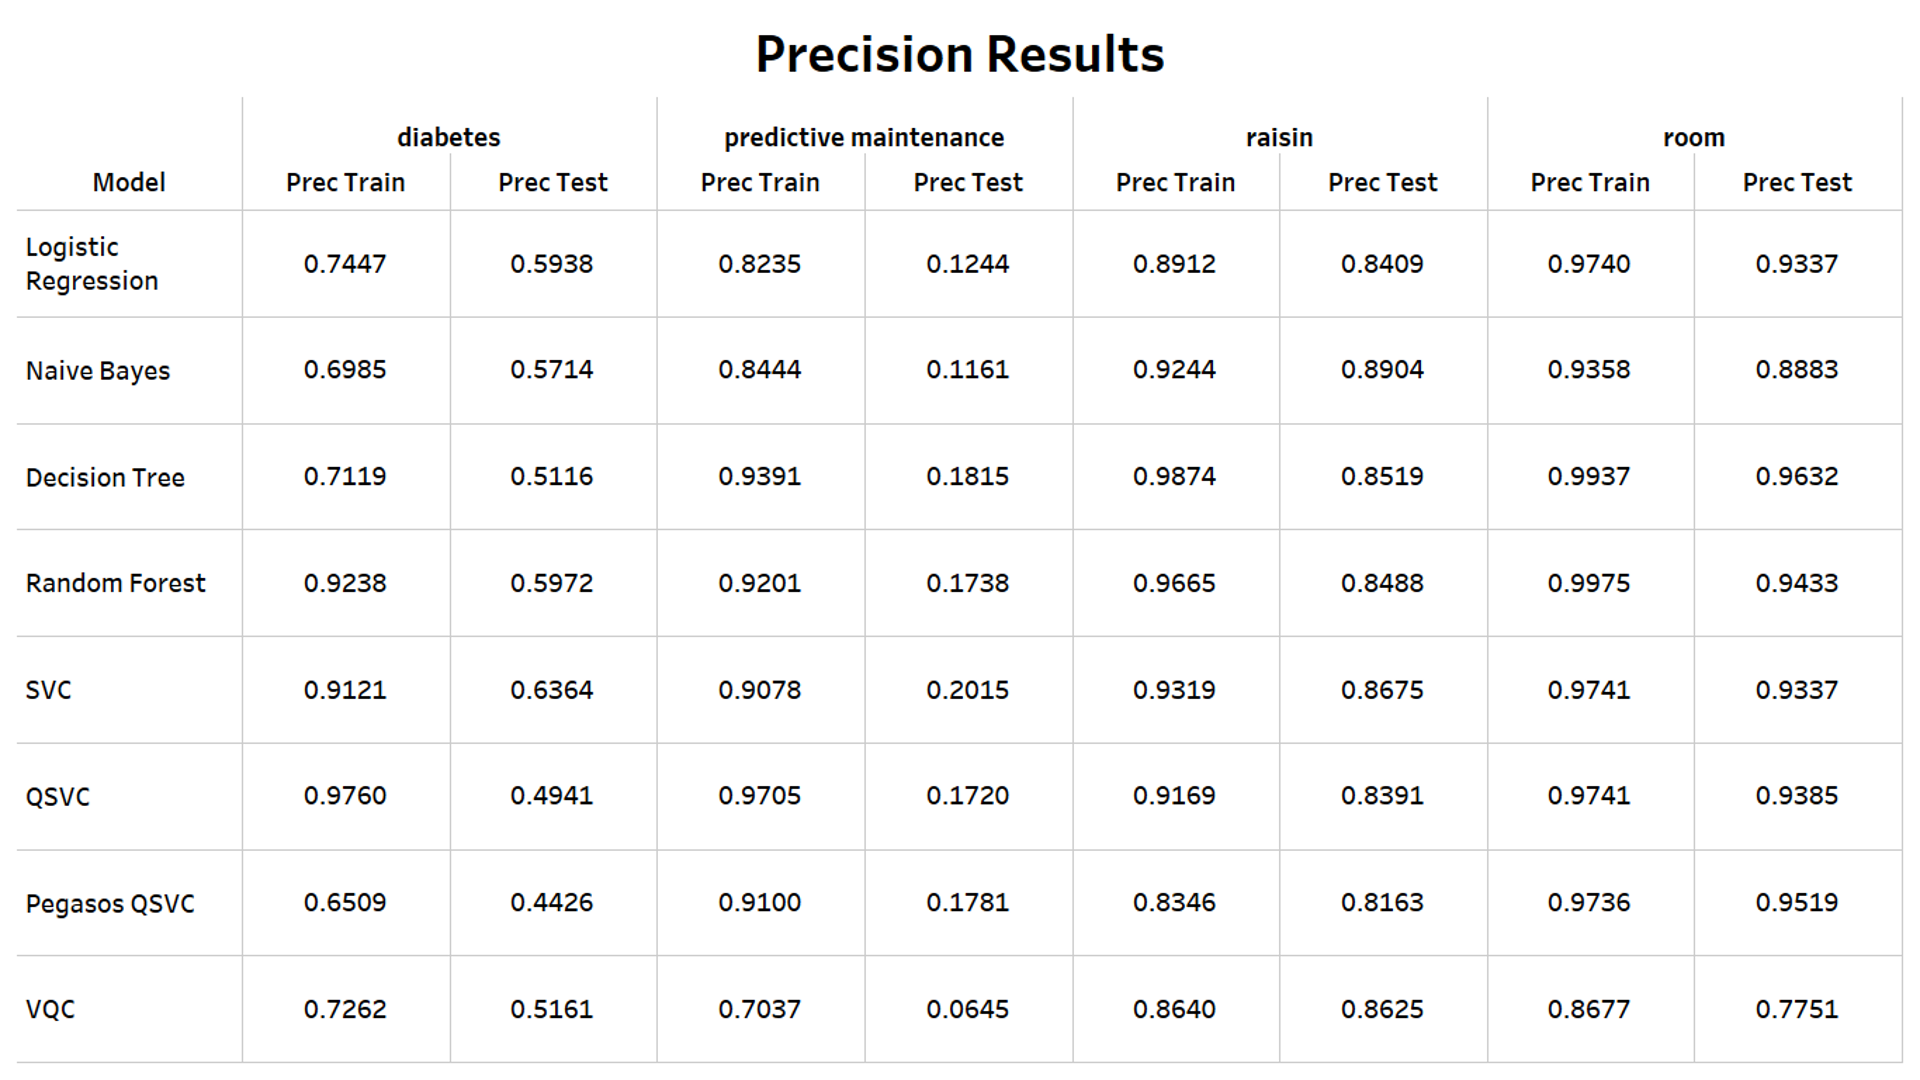 Precision Results
diabetes predictive maintenance raisin room
Model Prec Train Prec Test Prec Train Prec Test Prec Train Prec Test Prec Train Prec Test
Logistic
Regression 0.7447 0.5938 0.8235 0.1244 0.8912 0.8409 0.9740 0.9337
Naive Bayes 0.6985 0.5714 0.8444 0.1161 0.9244 0.8904 0.9358 0.8883
Decision Tree 0.7119 0.5116 0.9391 0.1815 0.9874 0.8519 0.9937 0.9632
Random Forest 0.9238 0.5972 0.9201 0.1738 0.9665 0.8488 0.9975 0.9433
SVC 0.9121 0.6364 0.9078 0.2015 0.9319 0.8675 0.9741 0.9337
QSVC 0.9760 0.4941 0.9705 0.1720 0.9169 0.8391 0.9741 0.9385
Pegasos QSVC 0.6509 0.4426 0.9100 0.1781 0.8346 0.8163 0.9736 0.9519
VQC 0.7262 0.5161 0.7037 0.0645 0.8640 0.8625 0.8677 0.7751